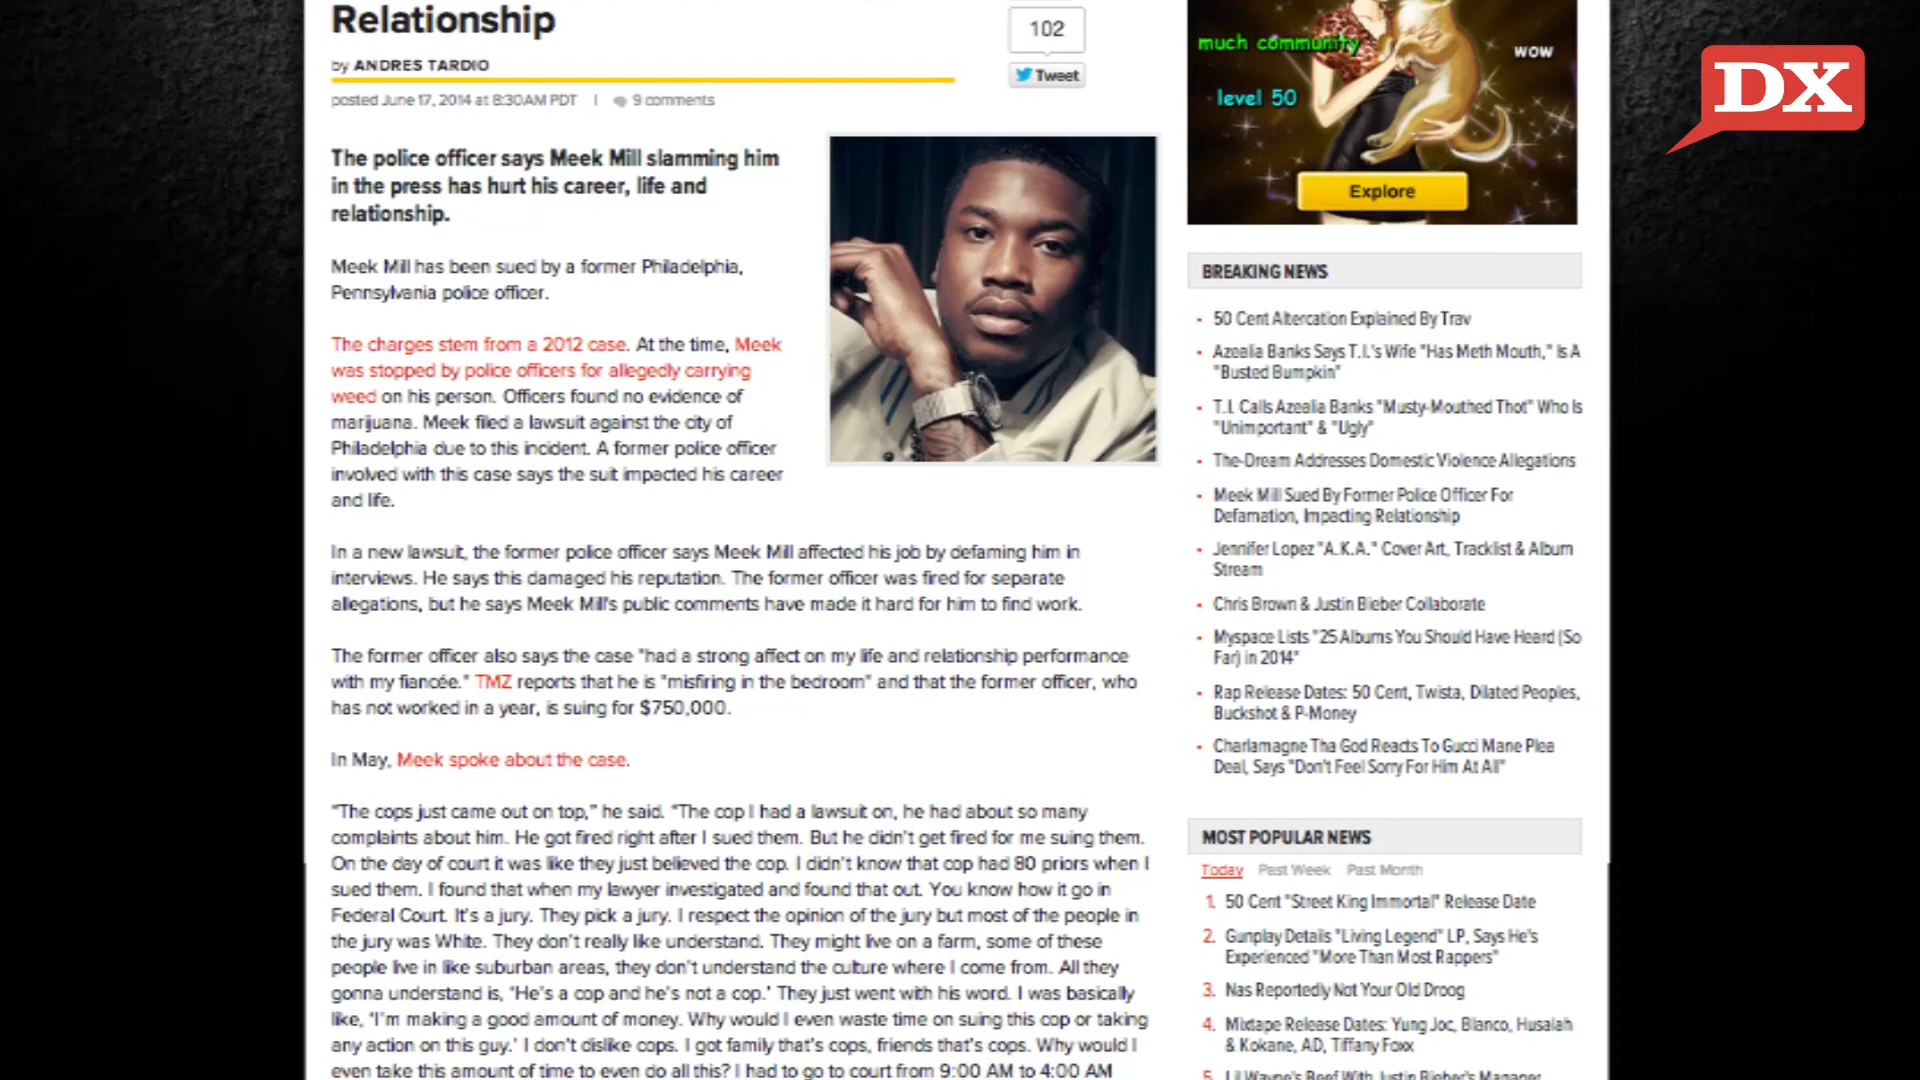 Relationship
102
by ANDRES TARDIO
Tweet
posted June 17, 2014 at 8:30AM PDT | 9 comments
The police officer says Meek Mill slamming him
in the press has hurt his career, life and
relationship.
Meek Mill has been sued by a former Philadelphia,
Pennsylvania police officer.
The charges stem from a 2012 case. At the time, Meek
was stopped by police officers for allegedly carrying
weed on his person. Officers found no evidence of
marijuana. Meek filed a lawsuit against the city of
Philadelphia due to this incident. A former police officer
involved with this case says the suit impacted his career
and life.
In a new lawsuit, the former police officer says Meek Mill affected his job by defaming him in
interviews. He says this damaged his reputation. The former officer was fired for separate
allegations, but he says Meek Mill's public comments have made it hard for him to find work.
The former officer also says the case "had a strong affect on my life and relationship performance
with my fiancée." TMZ reports that he is "misfiring in the bedroom" and that the former officer, who
has not worked in a year, is suing for $750,000.
In May, Meek spoke about the case.
"The cops just came out on top," he said. "The cop I had a lawsuit on, he had about so many
complaints about him. He got fired right after I sued them. But he didn't get fired for me suing them.
On the day of court it was like they just believed the cop. I didn't know that cop had 80 priors when I
sued them. I found that when my lawyer investigated and found that out. You know how it go in
Federal Court. It's a jury. They pick a jury. I respect the opinion of the jury but most of the people in
the jury was White. They don't really like understand. They might live on a farm, some of these
people live in like suburban areas, they don't understand the culture where I come from. All they
gonna understand is, 'He's a cop and he's not a cop.' They just went with his word. I was basically
like, 'I'm making a good amount of money. Why would I even waste time on suing this cop or taking
any action on this guy.' I don't dislike cops. I got family that's cops, friends that's cops. Why would I
even take this amount of time to even do all this? I had to go to court from 9:00 AM to 4:00 AM
much community
wow
level 50
Explore
DX
BREAKING NEWS
50 Cent Altercation Explained By Trav
Azealia Banks Says T.I.'s Wife "Has Meth Mouth," Is A
"Busted Bumpkin"
T.I. Calls Azealia Banks "Musty-Mouthed Thot" Who Is
"Unimportant" & "Ugly"
The-Dream Addresses Domestic Violence Allegations
Meek Mill Sued By Former Police Officer For
Defamation, Impacting Relationship
Jennifer Lopez "A.K.A." Cover Art, Tracklist & Album
Stream
Chris Brown & Justin Bieber Collaborate
Myspace Lists "25 Albums You Should Have Heard (So
Far) in 2014"
Rap Release Dates: 50 Cent, Twista, Dilated Peoples,
Buckshot & P-Money
Charlamagne Tha God Reacts To Gucci Mane Plea
Deal, Says "Don't Feel Sorry For Him At All"
MOST POPULAR NEWS
Today Past Week Past Month
1. 50 Cent "Street King Immortal" Release Date
2. Gunplay Details "Living Legend" LP, Says He's
Experienced "More Than Most Rappers"
3. Nas Reportedly Not Your Old Droog
4. Mixtape Release Dates: Yung Joc, Blanco, Husalah
& Kokane, AD, Tiffany Foxx
5. Lil Wayne's Beef With Justin Bieber's Manager